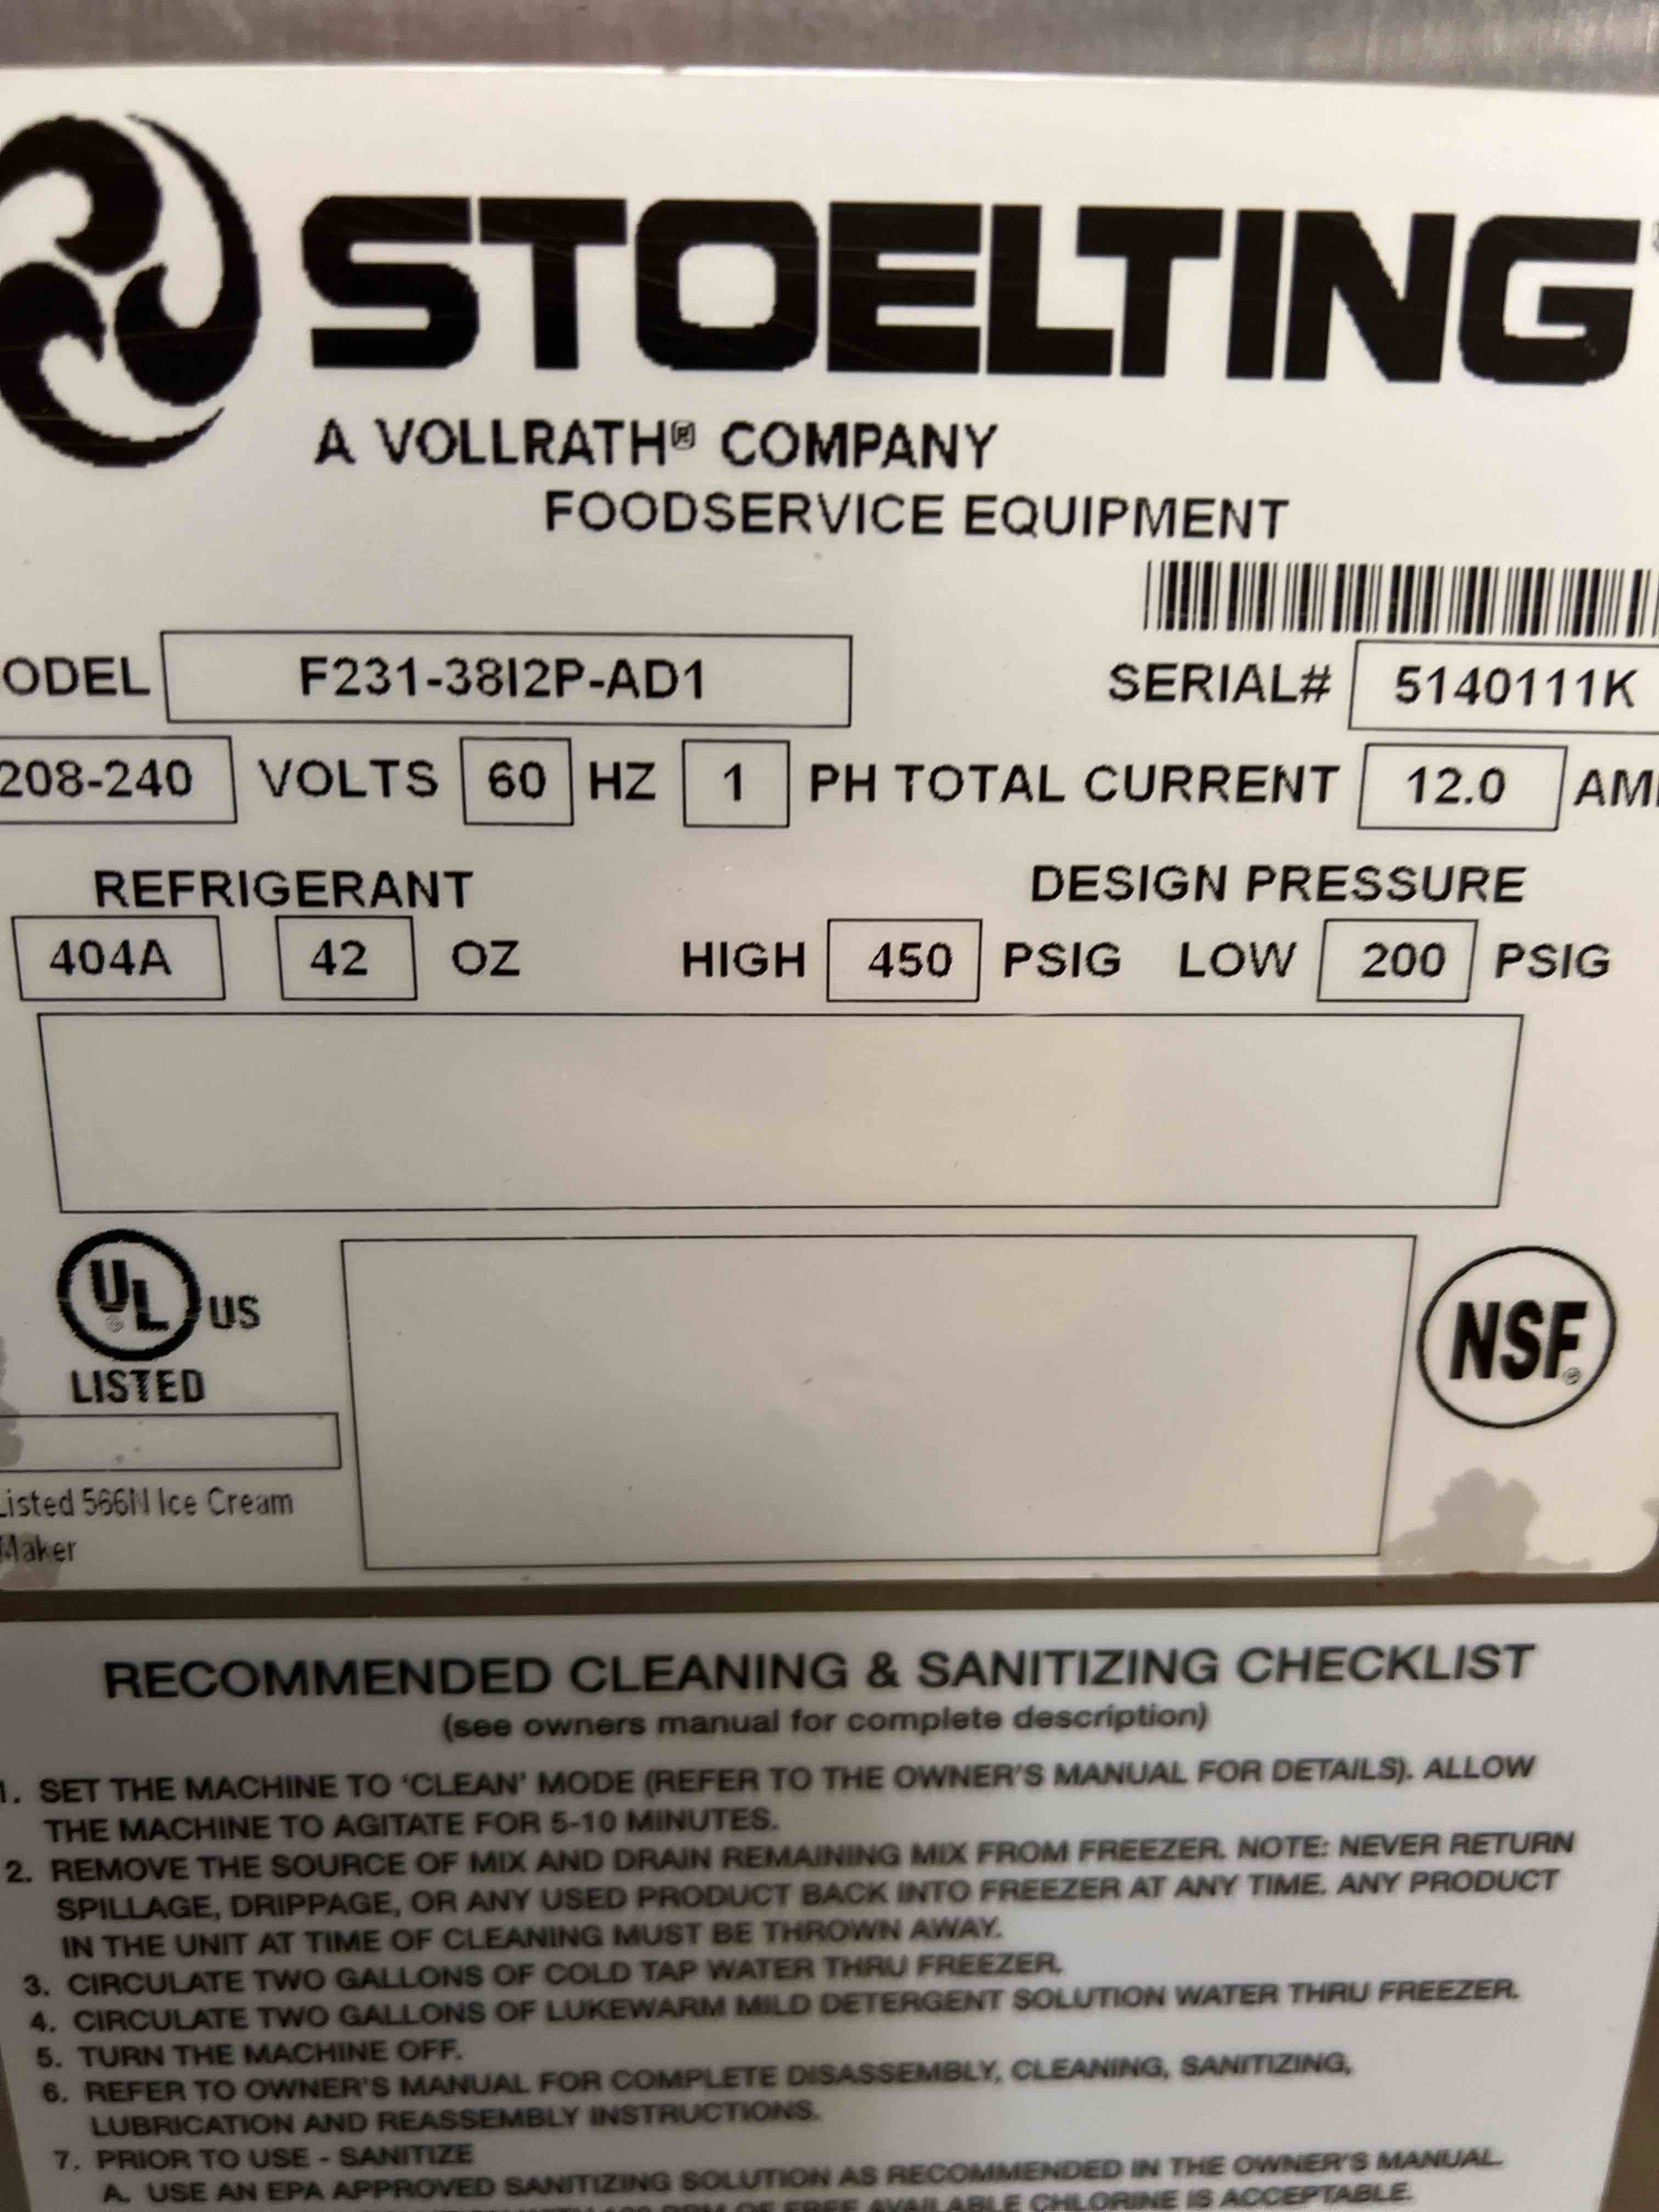 STOELTING
A VOLLRATH® COMPANY
FOODSERVICE EQUIPMENT
ODEL F231-38I2P-AD1 SERIAL# 5140111K
208-240 VOLTS 60 HZ 1 PH TOTAL CURRENT 12.0 AM
REFRIGERANT DESIGN PRESSURE
404A 42 OZ HIGH 450 PSIG LOW 200 PSIG
UL® US
LISTED
NSF®
Listed 566N Ice Cream
Maker
RECOMMENDED CLEANING & SANITIZING CHECKLIST
(see owners manual for complete description)
1. SET THE MACHINE TO ‘CLEAN’ MODE (REFER TO THE OWNER'S MANUAL FOR DETAILS). ALLOW
THE MACHINE TO AGITATE FOR 5-10 MINUTES.
2. REMOVE THE SOURCE OF MIX AND DRAIN REMAINING MIX FROM FREEZER. NOTE: NEVER RETURN
SPILLAGE, DRIPPAGE, OR ANY USED PRODUCT BACK INTO FREEZER AT ANY TIME. ANY PRODUCT
IN THE UNIT AT TIME OF CLEANING MUST BE THROWN AWAY.
3. CIRCULATE TWO GALLONS OF COLD TAP WATER THRU FREEZER.
4. CIRCULATE TWO GALLONS OF LUKEWARM MILD DETERGENT SOLUTION WATER THRU FREEZER.
5. TURN THE MACHINE OFF.
6. REFER TO OWNER'S MANUAL FOR COMPLETE DISASSEMBLY, CLEANING, SANITIZING,
LUBRICATION AND REASSEMBLY INSTRUCTIONS.
7. PRIOR TO USE - SANITIZE
A. USE AN EPA APPROVED SANITIZING SOLUTION AS RECOMMENDED IN THE OWNER'S MANUAL
PPM OF FREE AVAILABLE CHLORINE IS ACCEPTABLE.